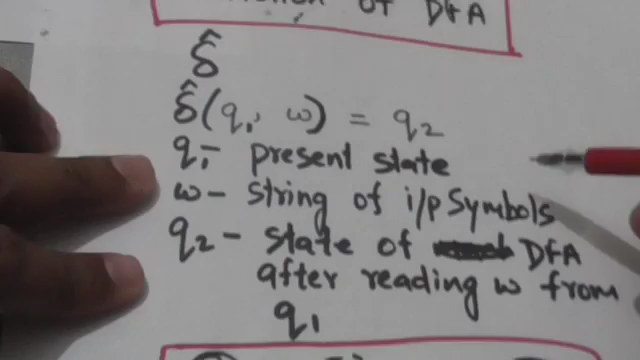 of DFA
δ̂
δ̂(q₁, w) = q₂
q₁ - present state
w - string of i/p Symbols
q₂ - state of DFA
after reading w from
q₁